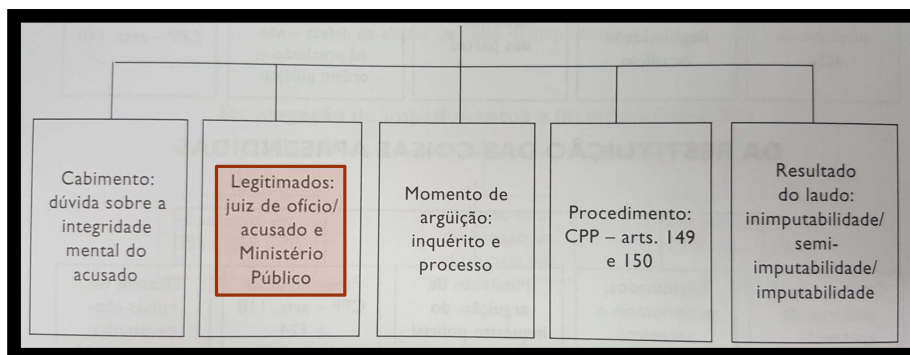 Cabimento:
dúvida sobre a
integridade
mental do
acusado
Legitimados:
juiz de ofício/
acusado e
Ministério
Público
Momento de
argüição:
inquérito e
processo
Procedimento:
CPP – arts. 149
e 150
Resultado
do laudo:
inimputabilidade/
semi-
imputabilidade/
imputabilidade